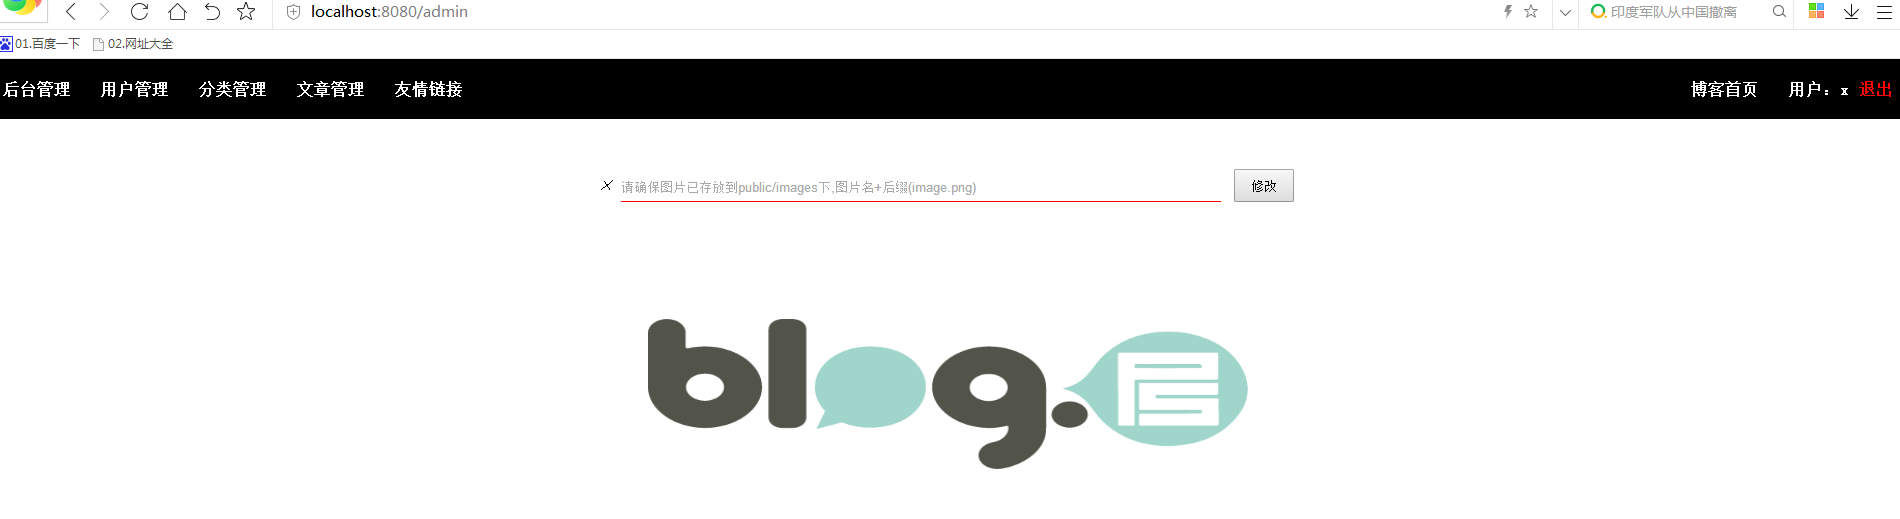 localhost:8080/admin 印度军队从中国撤离
01.百度一下 02.网址大全
后台管理 用户管理 分类管理 文章管理 友情链接 博客首页 用户：x 退出
请确保图片已存放到public/images下,图片名+后缀(image.png) 修改
blog.